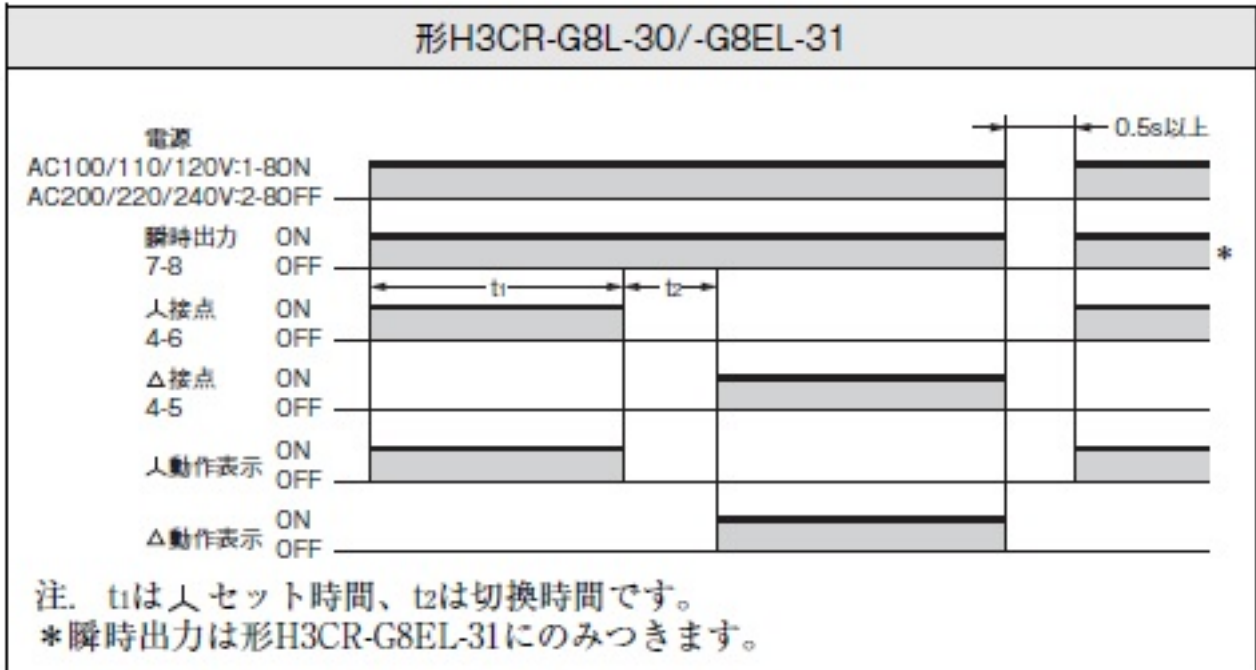 形H3CR-G8L-30/-G8EL-31
0.5s以上
電源
AC100/110/120V:1-8ON
AC200/220/240V:2-8OFF
瞬時出力 ON
7-8 OFF
*
t1 t2
人接点 ON
4-6 OFF
△接点 ON
4-5 OFF
人動作表示 ON
OFF
△動作表示 ON
OFF
注. t1は人セット時間、t2は切換時間です。
*瞬時出力は形H3CR-G8EL-31にのみつきます。